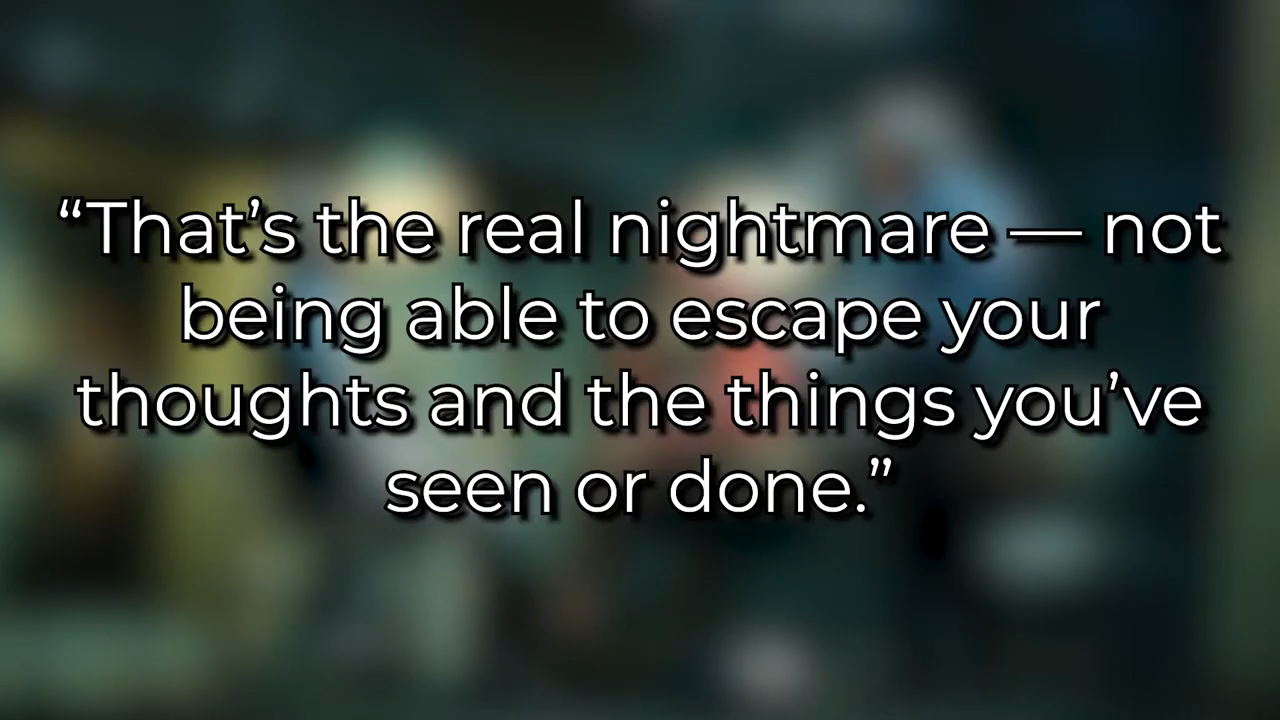 “That’s the real nightmare — not
being able to escape your
thoughts and the things you’ve
seen or done.”